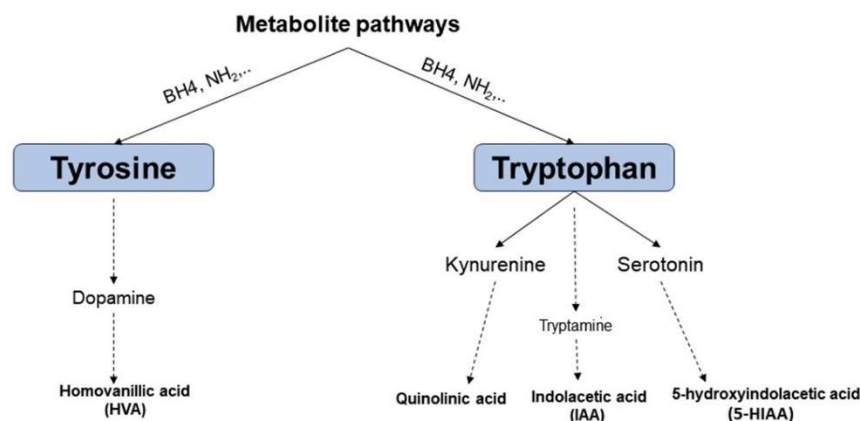 Metabolite pathways
BH4, NH₂,..
BH4, NH₂,..
Tyrosine
Tryptophan
Kynurenine
Serotonin
Dopamine
Tryptamine
Homovanillic acid
(HVA)
Quinolinic acid
Indolacetic acid
(IAA)
5-hydroxyindolacetic acid
(5-HIAA)